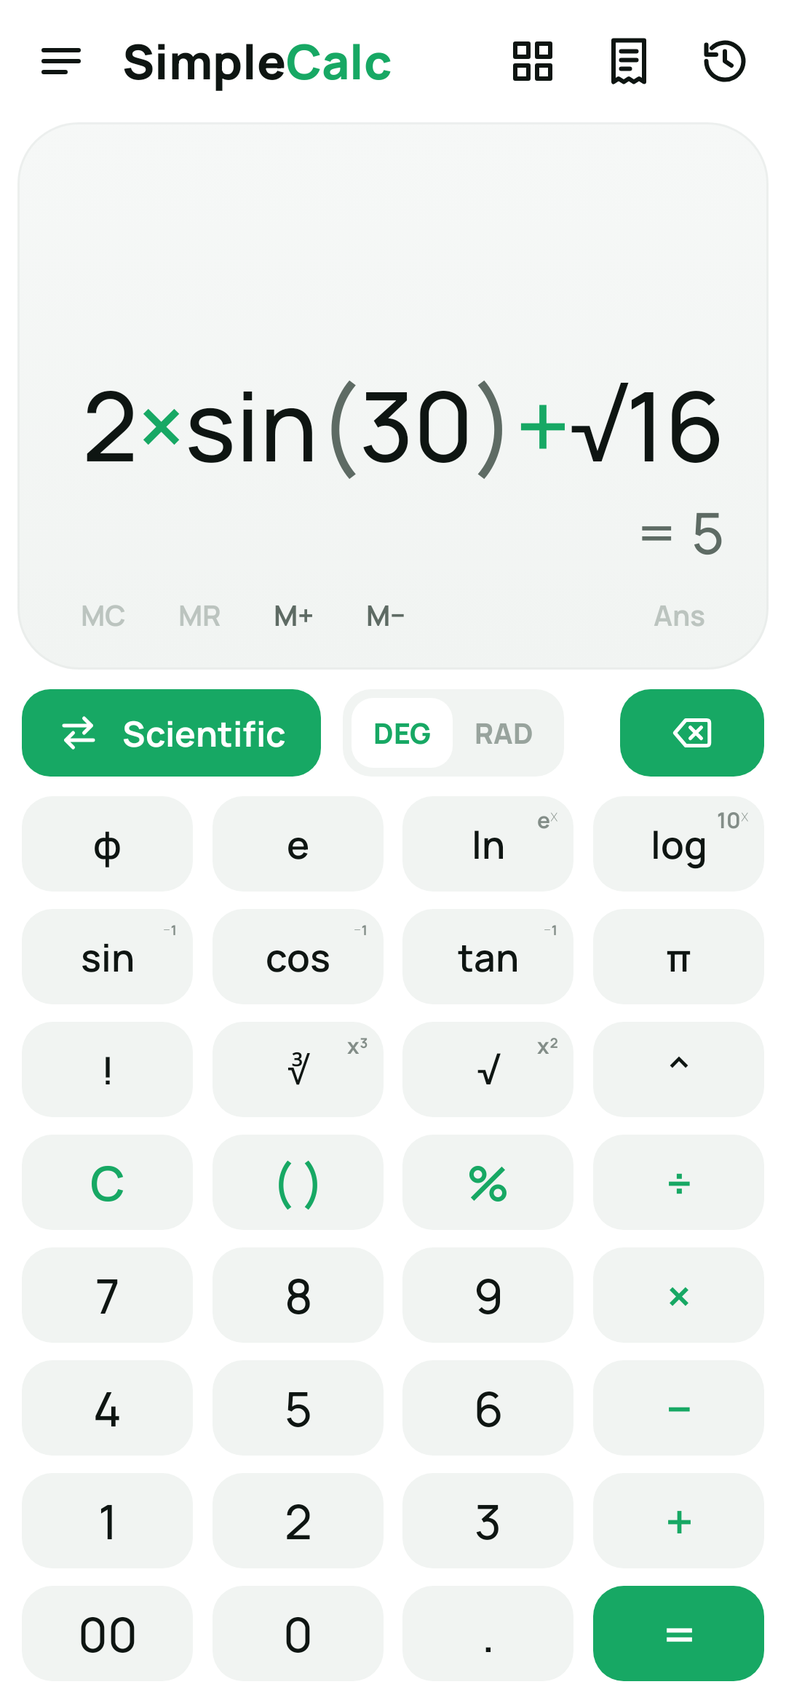 SimpleCalc
2×sin(30)+√16
= 5
MC MR M+ M− Ans
Scientific DEG RAD
ϕ e ln eˣ log 10ˣ
sin ⁻¹ cos ⁻¹ tan ⁻¹ π
! ∛ x³ √ x² ^
C ( ) % ÷
7 8 9 ×
4 5 6 −
1 2 3 +
00 0 . =